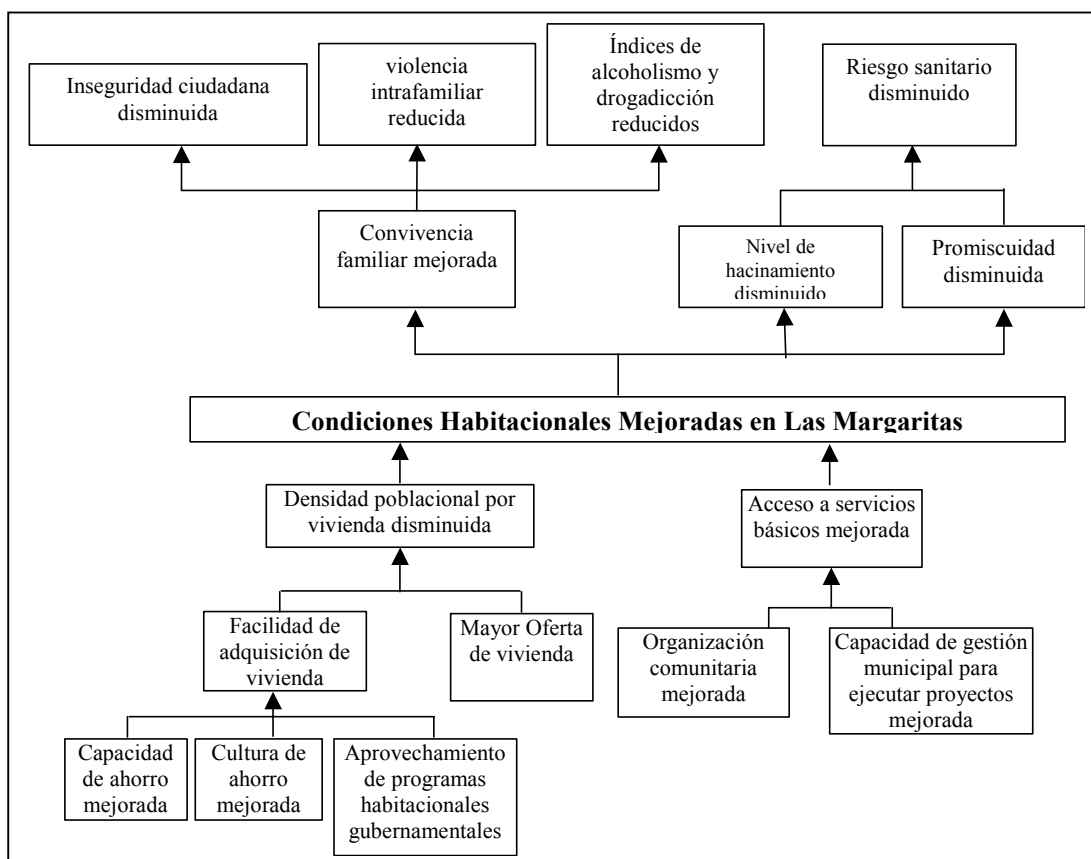 Inseguridad ciudadana
disminuida
violencia
intrafamiliar
reducida
Índices de
alcoholismo y
drogadicción
reducidos
Riesgo sanitario
disminuido
Convivencia
familiar mejorada
Nivel de
hacinamiento
disminuido
Promiscuidad
disminuida
Condiciones Habitacionales Mejoradas en Las Margaritas
Densidad poblacional por
vivienda disminuida
Acceso a servicios
básicos mejorada
Facilidad de
adquisición de
vivienda
Mayor Oferta
de vivienda
Organización
comunitaria
mejorada
Capacidad de gestión
municipal para
ejecutar proyectos
mejorada
Capacidad
de ahorro
mejorada
Cultura de
ahorro
mejorada
Aprovechamiento
de programas
habitacionales
gubernamentales